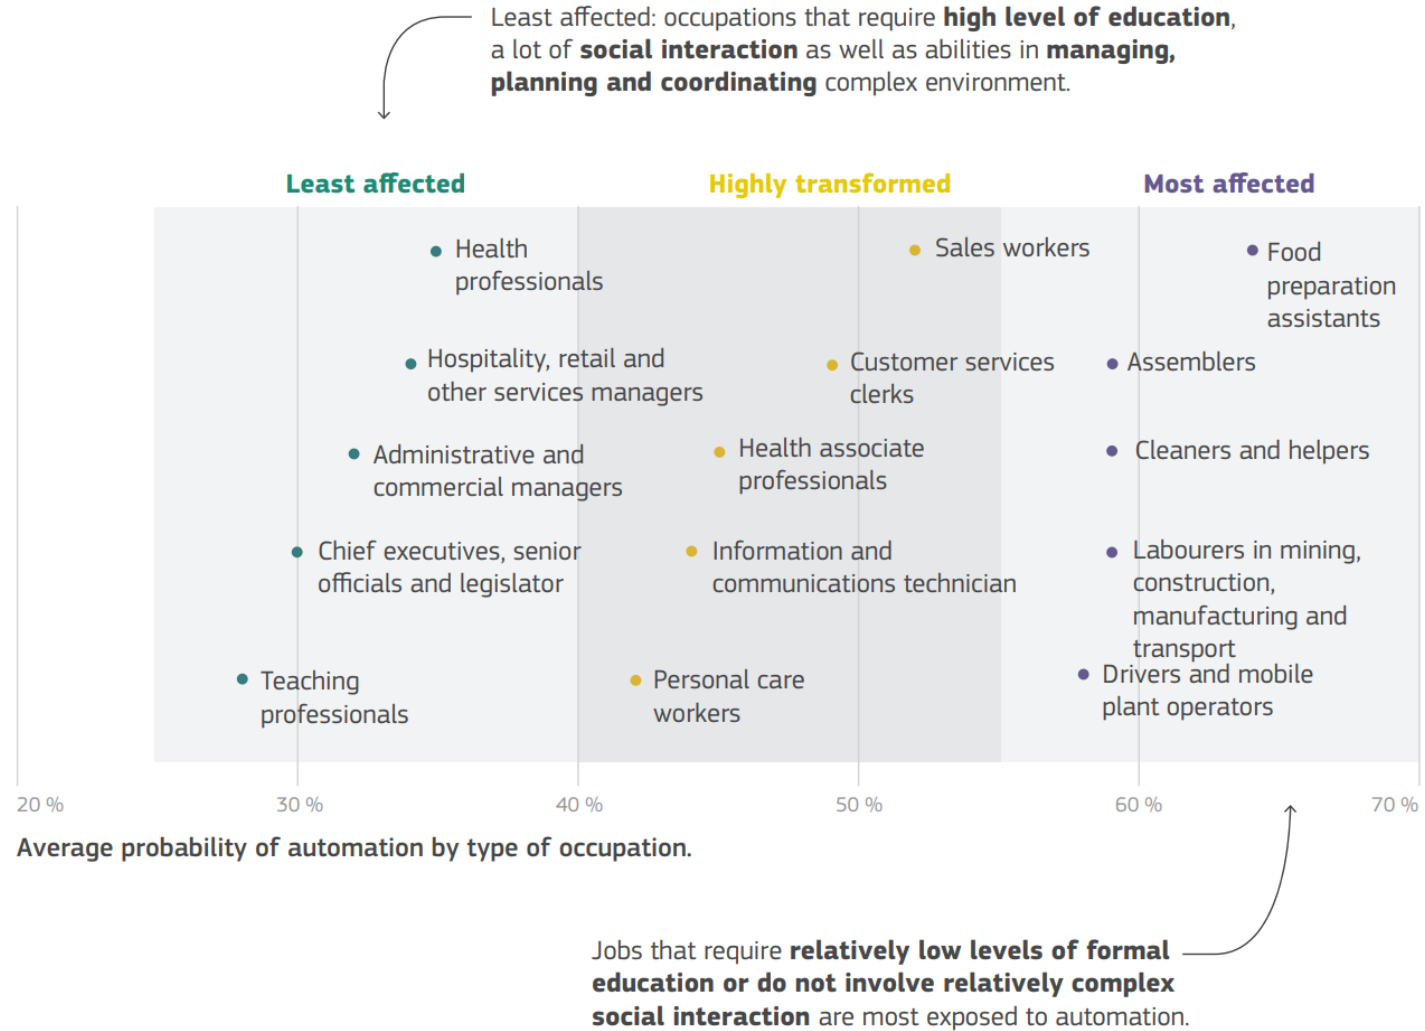 Least affected: occupations that require high level of education,
a lot of social interaction as well as abilities in managing,
planning and coordinating complex environment.
Least affected
Highly transformed
Most affected
Health
professionals
Sales workers
Food
preparation
assistants
Hospitality, retail and
other services managers
Customer services
clerks
Assemblers
Administrative and
commercial managers
Health associate
professionals
Cleaners and helpers
Chief executives, senior
officials and legislator
Information and
communications technician
Labourers in mining,
construction,
manufacturing and
transport
Teaching
professionals
Personal care
workers
Drivers and mobile
plant operators
20 %
30 %
40 %
50 %
60 %
70 %
Average probability of automation by type of occupation.
Jobs that require relatively low levels of formal
education or do not involve relatively complex
social interaction are most exposed to automation.